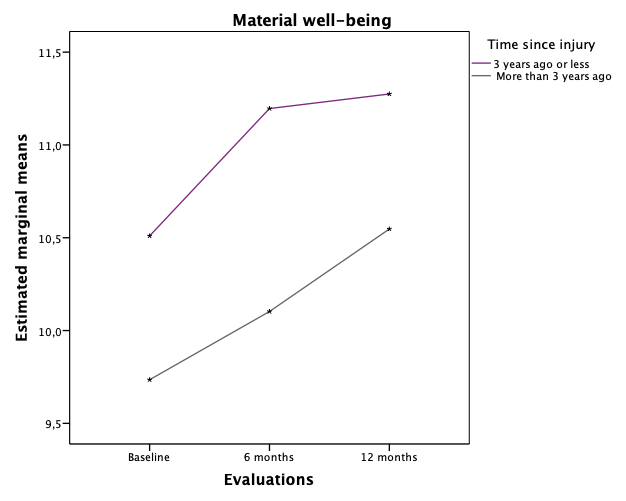 Material well-being
Time since injury
3 years ago or less
More than 3 years ago
Estimated marginal means
11,5
11,0
10,5
10,0
9,5
Baseline
6 months
12 months
Evaluations